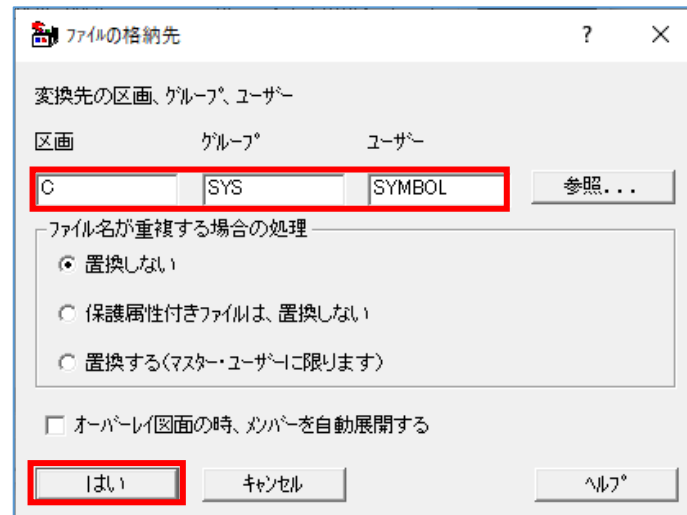 ファイルの格納先 ? ×
変換先の区画、グループ、ユーザー
区画 グループ ユーザー
C SYS SYMBOL 参照...
ファイル名が重複する場合の処理
置換しない
保護属性付きファイルは、置換しない
置換する(マスター・ユーザーに限ります)
オーバーレイ図面の時、メンバーを自動展開する
はい キャンセル ヘルプ